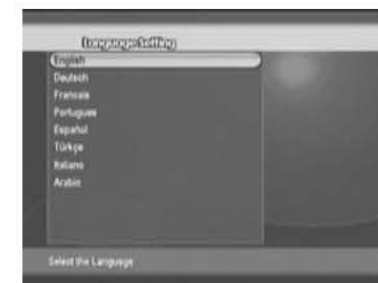 Language Setting
English
Deutsch
Francais
Portugues
Español
Türkçe
Italiano
Arabic
Select the Language